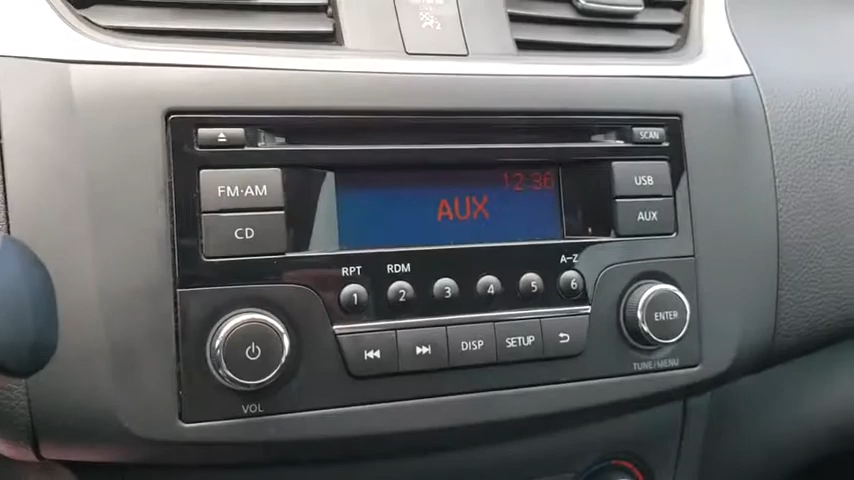 SCAN
FM·AM
CD
12:36
AUX
USB
AUX
RPT
RDM
A-Z
1
2
3
4
5
6
DISP
SETUP
ENTER
VOL
TUNE/MENU